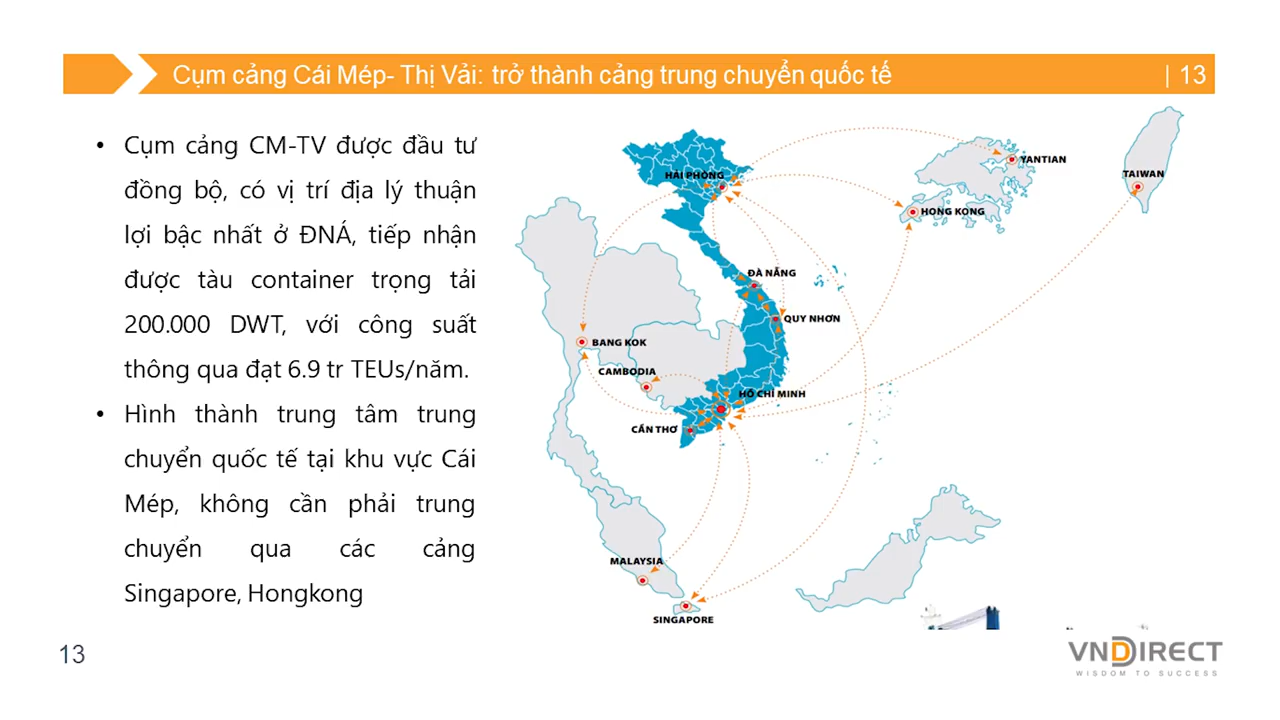 Cụm cảng Cái Mép- Thị Vải: trở thành cảng trung chuyển quốc tế
| 13
• Cụm cảng CM-TV được đầu tư
đồng bộ, có vị trí địa lý thuận
lợi bậc nhất ở ĐNÁ, tiếp nhận
được tàu container trọng tải
200.000 DWT, với công suất
thông qua đạt 6.9 tr TEUs/năm.
• Hình thành trung tâm trung
chuyển quốc tế tại khu vực Cái
Mép, không cần phải trung
chuyển qua các cảng
Singapore, Hongkong
HẢI PHÒNG
YANTIAN
TAIWAN
HONG KONG
ĐÀ NẴNG
QUY NHƠN
BANG KOK
CAMBODIA
HỒ CHÍ MINH
CẦN THƠ
MALAYSIA
SINGAPORE
13
VNDIRECT
WISDOM TO SUCCESS